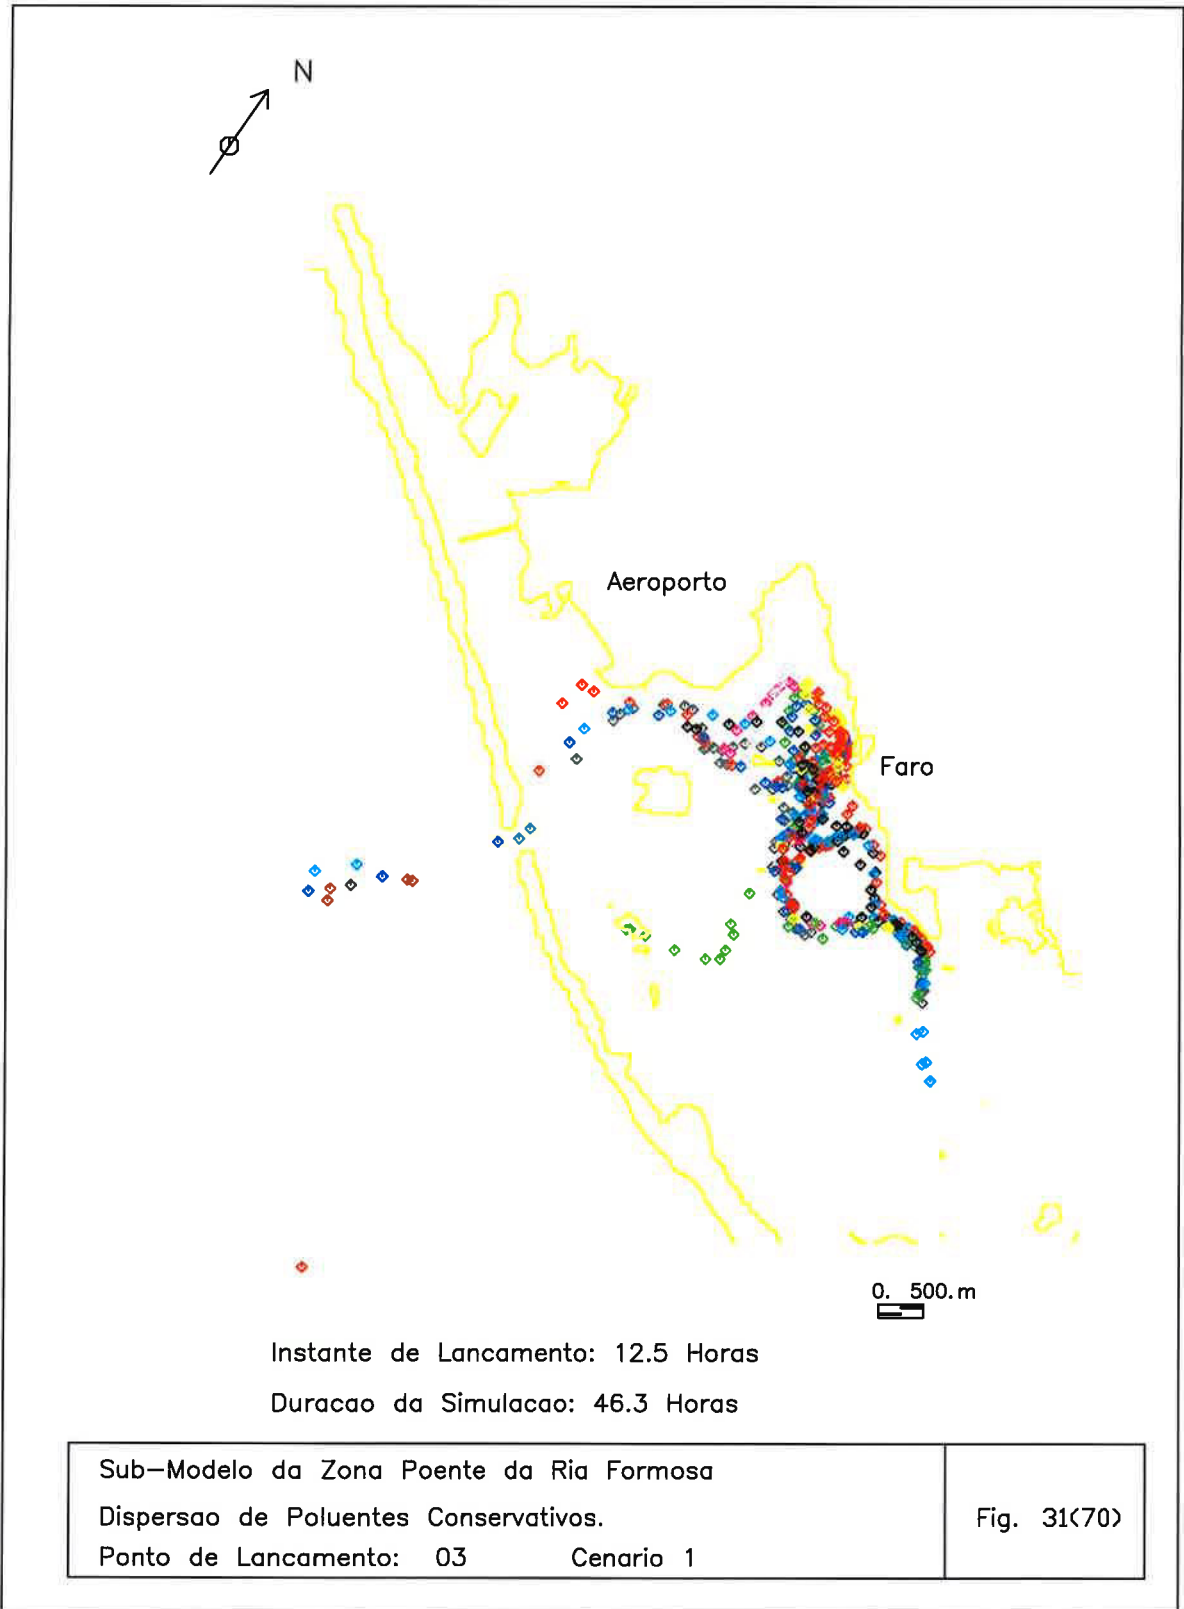 N
Aeroporto
Faro
0. 500.m
Instante de Lancamento: 12.5 Horas
Duracao da Simulacao: 46.3 Horas
Sub-Modelo da Zona Poente da Ria Formosa
Dispersao de Poluentes Conservativos.
Ponto de Lancamento: 03 Cenario 1
Fig. 31(70)